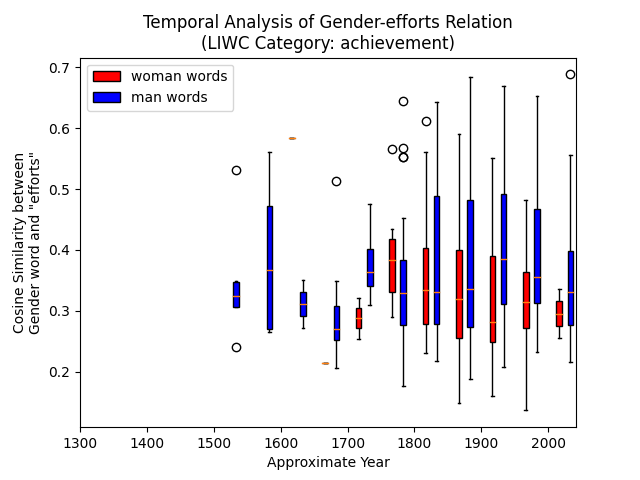 Temporal Analysis of Gender-efforts Relation
(LIWC Category: achievement)
woman words
man words
Cosine Similarity between
Gender word and "efforts"
0.7
0.6
0.5
0.4
0.3
0.2
1300 1400 1500 1600 1700 1800 1900 2000
Approximate Year